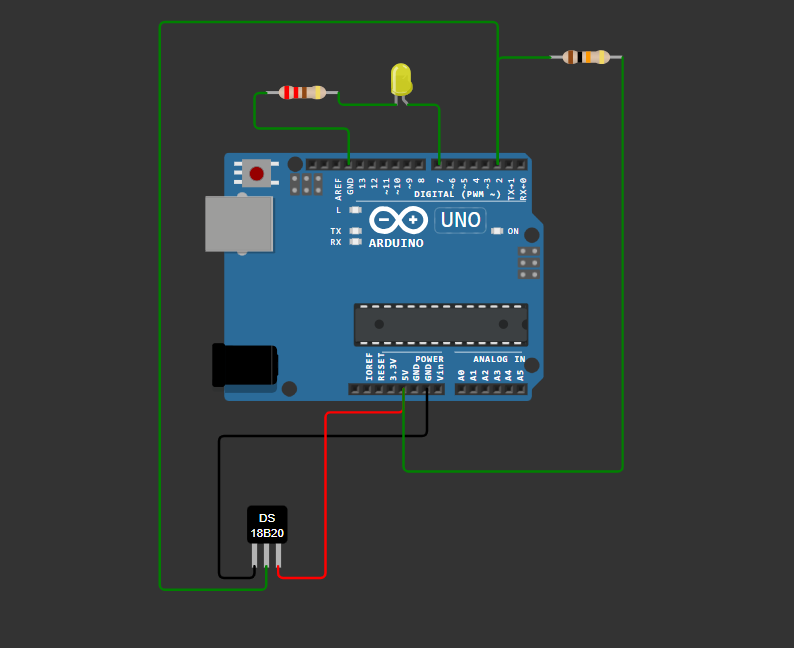 AREF
GND
13
12
~11
~10
~9
8
7
~6
~5
4
~3
2
TX→1
RX←0
DIGITAL (PWM ~)
L
TX
RX
UNO
ON
ARDUINO
IOREF
RESET
3.3V
5V
GND
GND
Vin
POWER
ANALOG IN
A0
A1
A2
A3
A4
A5
DS
18B20